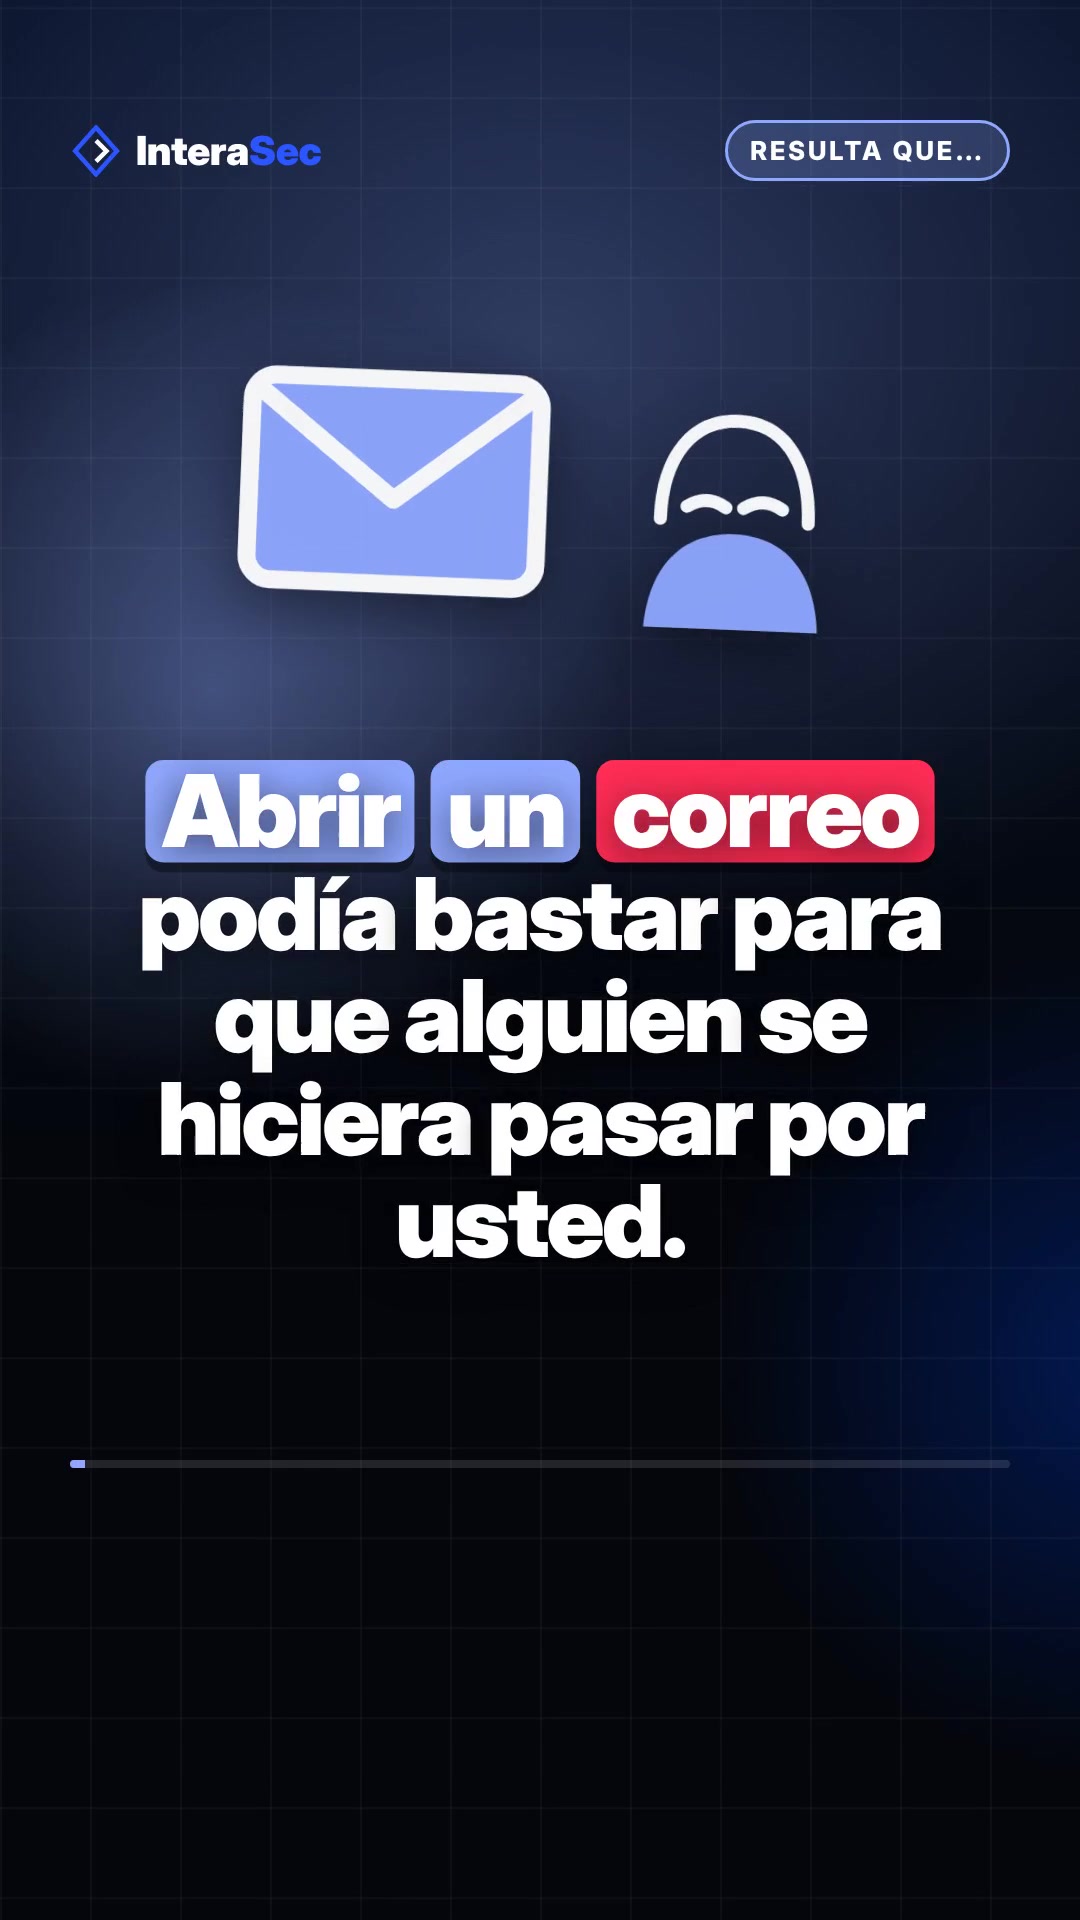 InteraSec
RESULTA QUE...
Abrir un correo
podía bastar para
que alguien se
hiciera pasar por
usted.